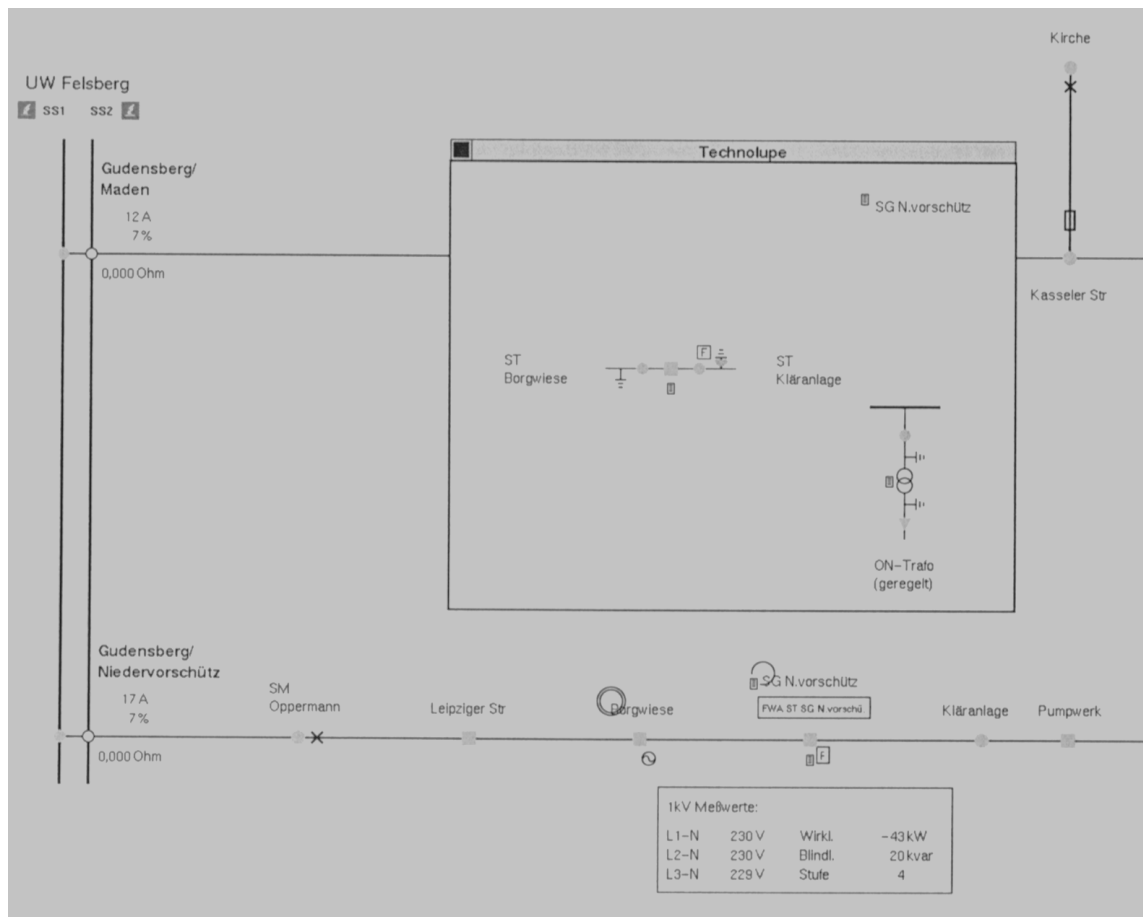 Kirche
UW Felsberg
SS1 SS2
Gudensberg/
Maden
12 A
7 %
0,000 Ohm
Technolupe
SG N.vorschütz
ST
Borgwiese
F
ST
Kläranlage
ON-Trafo
(geregelt)
Kasseler Str
Gudensberg/
Niedervorschütz
17 A
7 %
0,000 Ohm
SM
Oppermann
Leipziger Str
Borgwiese
SG N.vorschütz
FWA ST SG N.vorschü.
F
Kläranlage
Pumpwerk
1kV Meßwerte:
L1-N 230 V Wirkl. -43 kW
L2-N 230 V Blindl. 20 kvar
L3-N 229 V Stufe 4